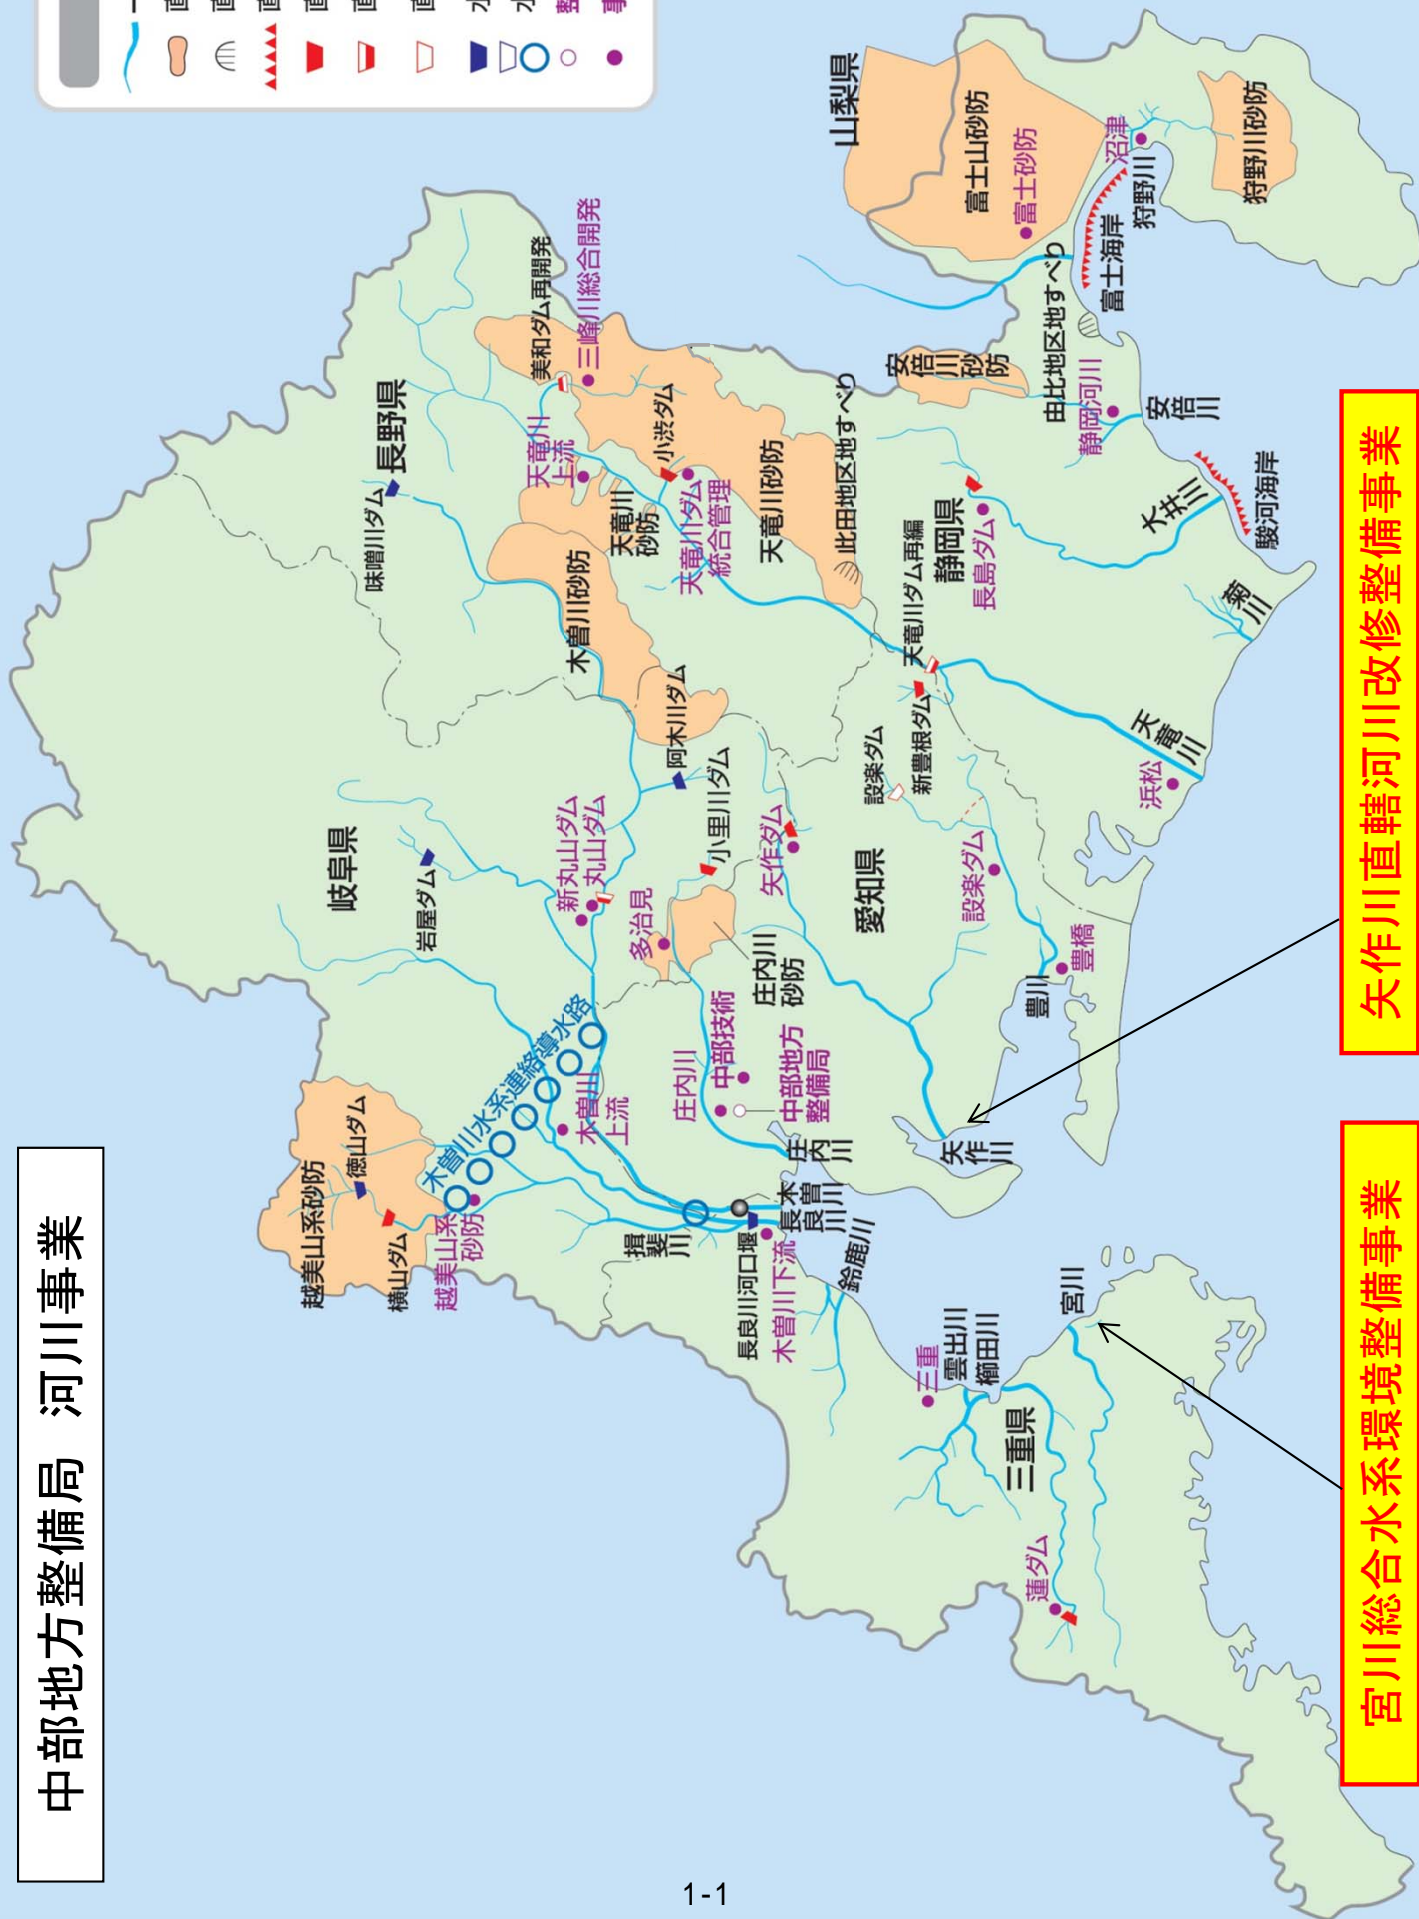 中部地方整備局 河川事業
越美山系砂防
徳山ダム
横山ダム
越美山系
砂防
木曽川水系連絡導水路
木曽川
上流
揖斐川
長良川河口堰
木曽川下流
長良川
木曽川
鈴鹿川
庄内川
庄内川
中部技術
中部地方
整備局
庄内川
砂防
多治見
岐阜県
岩屋ダム
新丸山ダム
丸山ダム
小里川ダム
阿木川ダム
矢作ダム
愛知県
矢作川
豊川
豊橋
設楽ダム
設楽ダム
新豊根ダム
天竜川ダム再編
浜松
天竜川
菊川
味噌川ダム
長野県
木曽川砂防
天竜川
上流
天竜川
砂防
小渋ダム
天竜川ダム
統合管理
天竜川砂防
此田地区地すべり
美和ダム再開発
三峰川総合開発
静岡県
長島ダム
大井川
駿河海岸
安倍川砂防
安倍川
静岡河川
由比地区地すべり
富士海岸
山梨県
富士山砂防
富士砂防
沼津
狩野川
狩野川砂防
三重
雲出川
櫛田川
三重県
宮川
蓮ダム
宮川総合水系環境整備事業
矢作川直轄河川改修整備事業
1-1